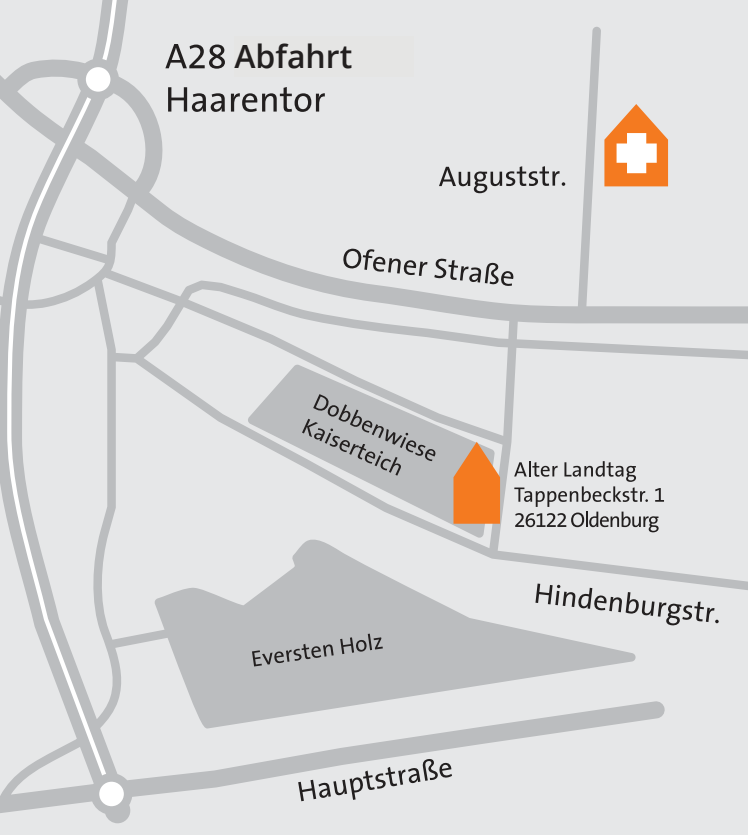 A28 Abfahrt
Haarentor
Auguststr.
Ofener Straße
Dobbenwiese
Kaiserteich
Alter Landtag
Tappenbeckstr. 1
26122 Oldenburg
Hindenburgstr.
Eversten Holz
Hauptstraße